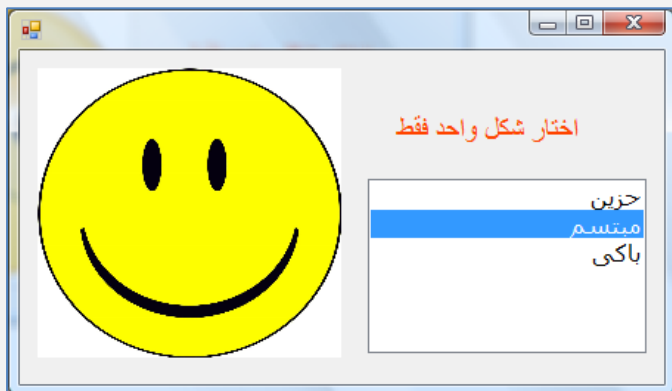 اختار شكل واحد فقط
حزين
مبتسم
باكى